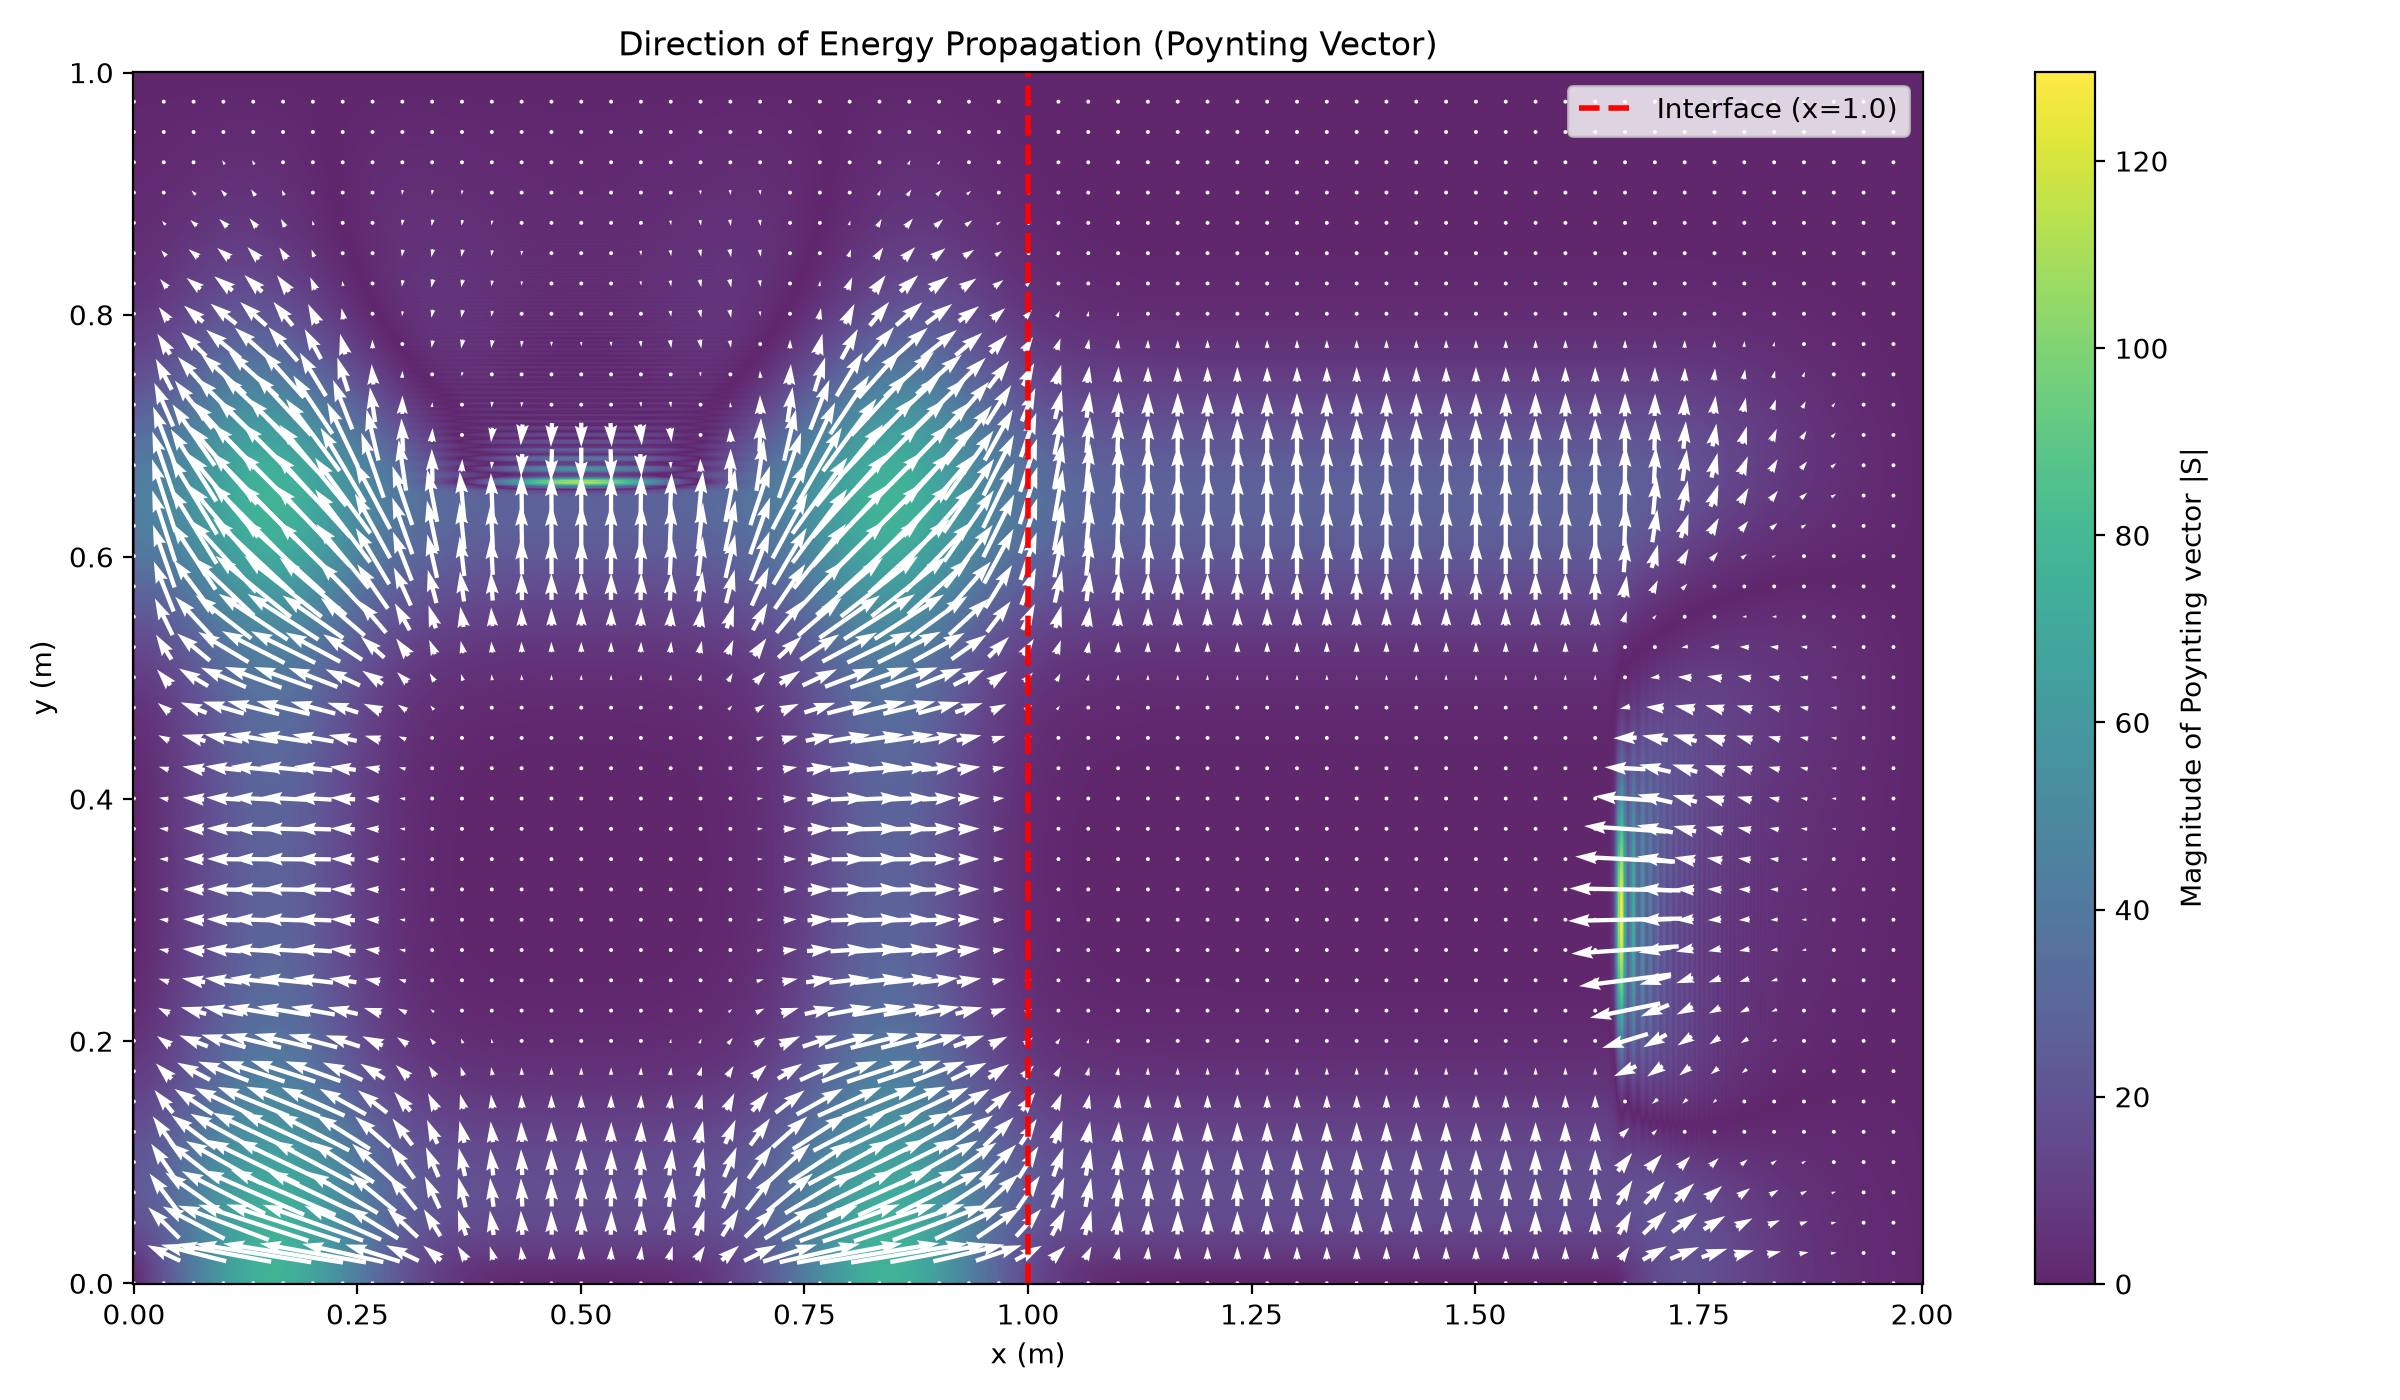 Direction of Energy Propagation (Poynting Vector)
Interface (x=1.0)
1.0
0.8
0.6
0.4
0.2
0.0
y (m)
0.00 0.25 0.50 0.75 1.00 1.25 1.50 1.75 2.00
x (m)
120
100
80
60
40
20
0
Magnitude of Poynting vector |S|